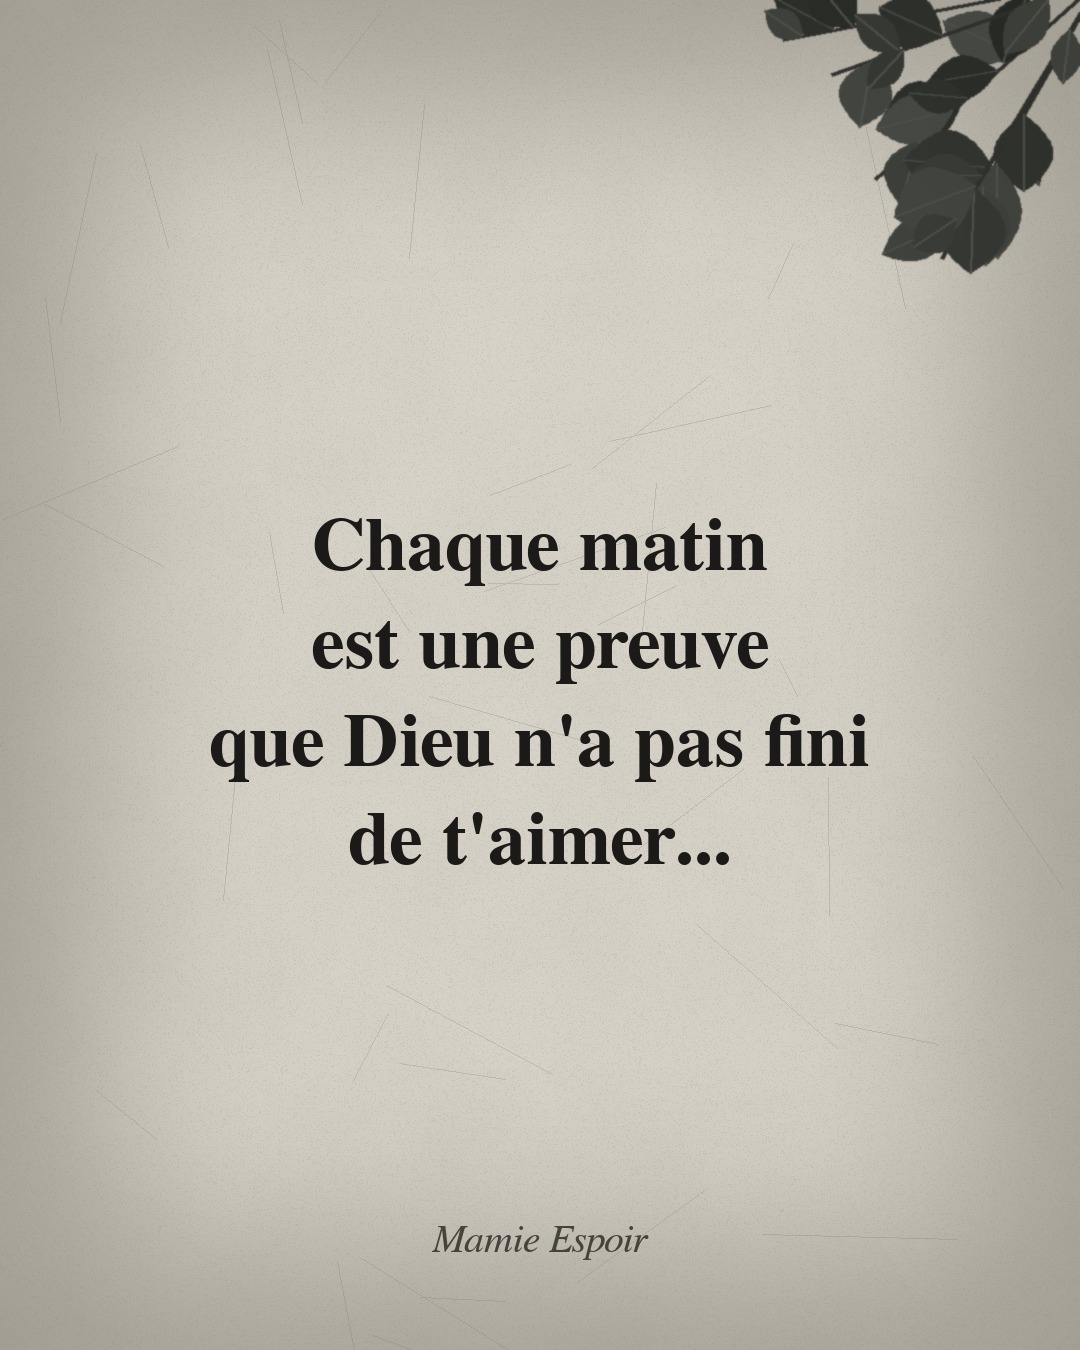 Chaque matin
est une preuve
que Dieu n'a pas fini
de t'aimer...
Mamie Espoir